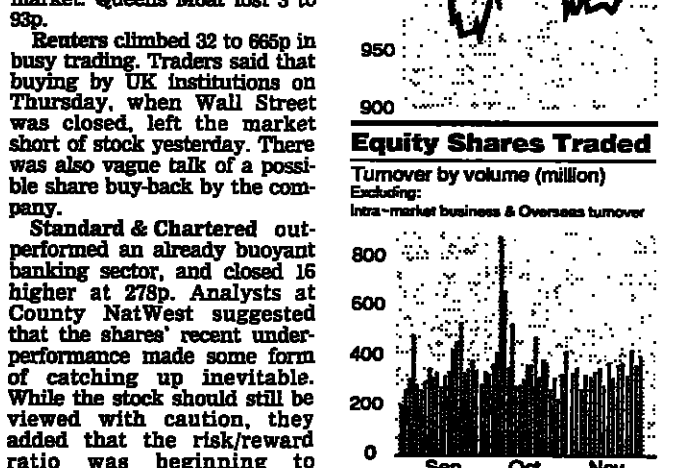 market. Queens Moat lost 3 to
93p.
Reuters climbed 32 to 665p in
busy trading. Traders said that
buying by UK institutions on
Thursday, when Wall Street
was closed, left the market
short of stock yesterday. There
was also vague talk of a possi-
ble share buy-back by the com-
pany.
Standard & Chartered out-
performed an already buoyant
banking sector, and closed 16
higher at 278p. Analysts at
County NatWest suggested
that the shares' recent under-
performance made some form
of catching up inevitable.
While the stock should still be
viewed with caution, they
added that the risk/reward
ratio was beginning to
950
900
Equity Shares Traded
Turnover by volume (million)
Excluding:
Intra-market business & Overseas turnover
800
600
400
200
0
Sep Oct Nov